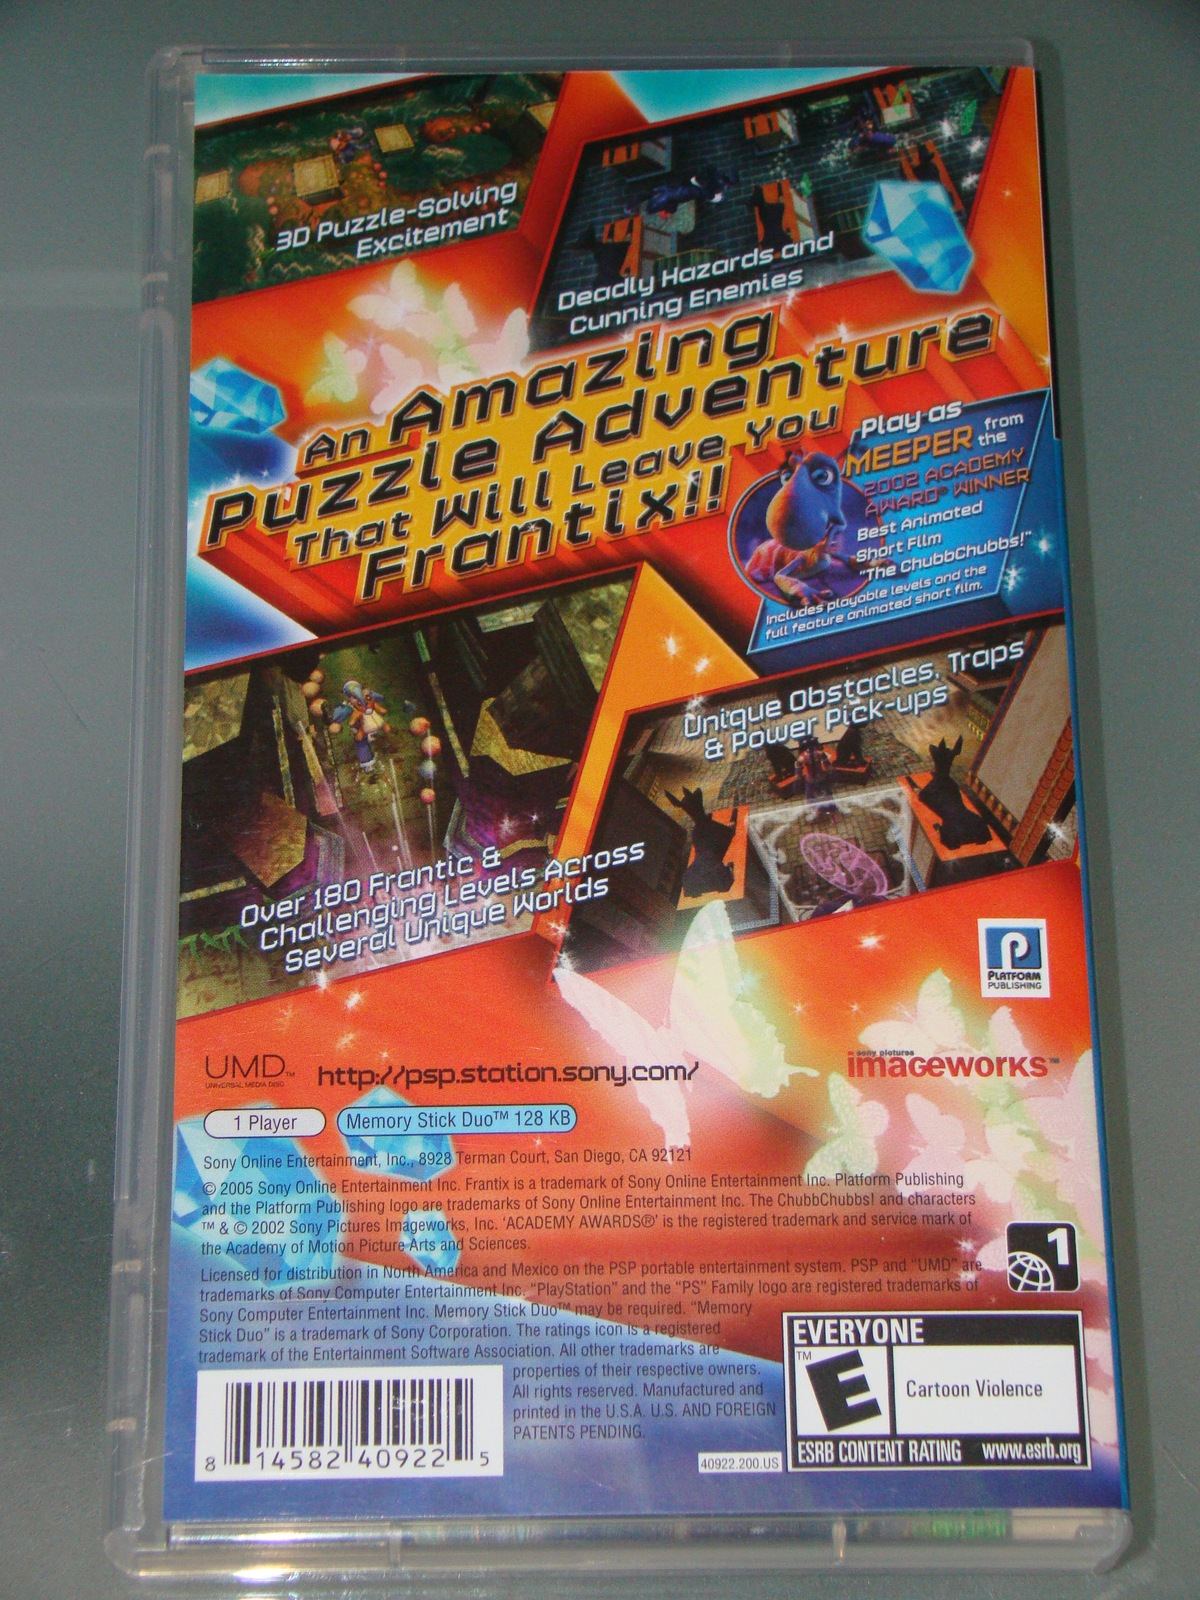 3D Puzzle-Solving
Excitement
Deadly Hazards and
Cunning Enemies
An Amazing
Puzzle Adventure
That Will Leave You
Frantix!!
Play as
MEEPER from
the
2002 ACADEMY
AWARD® WINNER
Best Animated
Short Film
"The ChubbChubbs!"
Includes playable levels and the
full feature animated short film.
Unique Obstacles, Traps
& Power Pick-ups
Over 180 Frantic &
Challenging Levels Across
Several Unique Worlds
P
PLATFORM
PUBLISHING
UMD™
UNIVERSAL MEDIA DISC
http://psp.station.sony.com/
sony pictures
imageworks™
1 Player
Memory Stick Duo™ 128 KB
Sony Online Entertainment, Inc., 8928 Terman Court, San Diego, CA 92121
© 2005 Sony Online Entertainment Inc. Frantix is a trademark of Sony Online Entertainment Inc. Platform Publishing
and the Platform Publishing logo are trademarks of Sony Online Entertainment Inc. The ChubbChubbs! and characters
™ & © 2002 Sony Pictures Imageworks, Inc. 'ACADEMY AWARDS®' is the registered trademark and service mark of
the Academy of Motion Picture Arts and Sciences.
1
Licensed for distribution in North America and Mexico on the PSP portable entertainment system. PSP and "UMD" are
trademarks of Sony Computer Entertainment Inc. "PlayStation" and the "PS" Family logo are registered trademarks of
Sony Computer Entertainment Inc. Memory Stick Duo™ may be required. "Memory
Stick Duo" is a trademark of Sony Corporation. The ratings icon is a registered
trademark of the Entertainment Software Association. All other trademarks are
properties of their respective owners.
All rights reserved. Manufactured and
printed in the U.S.A. U.S. AND FOREIGN
PATENTS PENDING.
EVERYONE
™
E
Cartoon Violence
ESRB CONTENT RATING www.esrb.org
8 14582 40922 5
40922.200.US